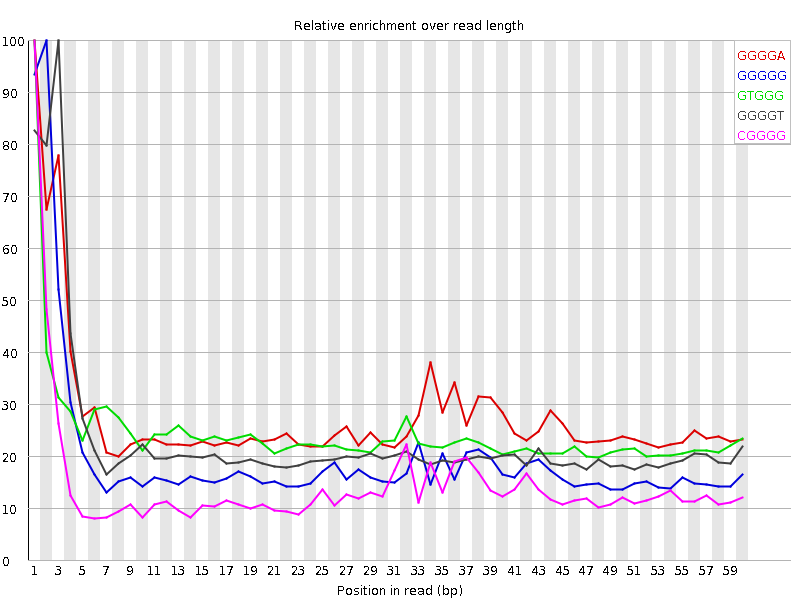 Relative enrichment over read length
100
90
80
70
60
50
40
30
20
10
0
GGGGA
GGGGG
GTGGG
GGGGT
CGGGG
1 3 5 7 9 11 13 15 17 19 21 23 25 27 29 31 33 35 37 39 41 43 45 47 49 51 53 55 57 59
Position in read (bp)